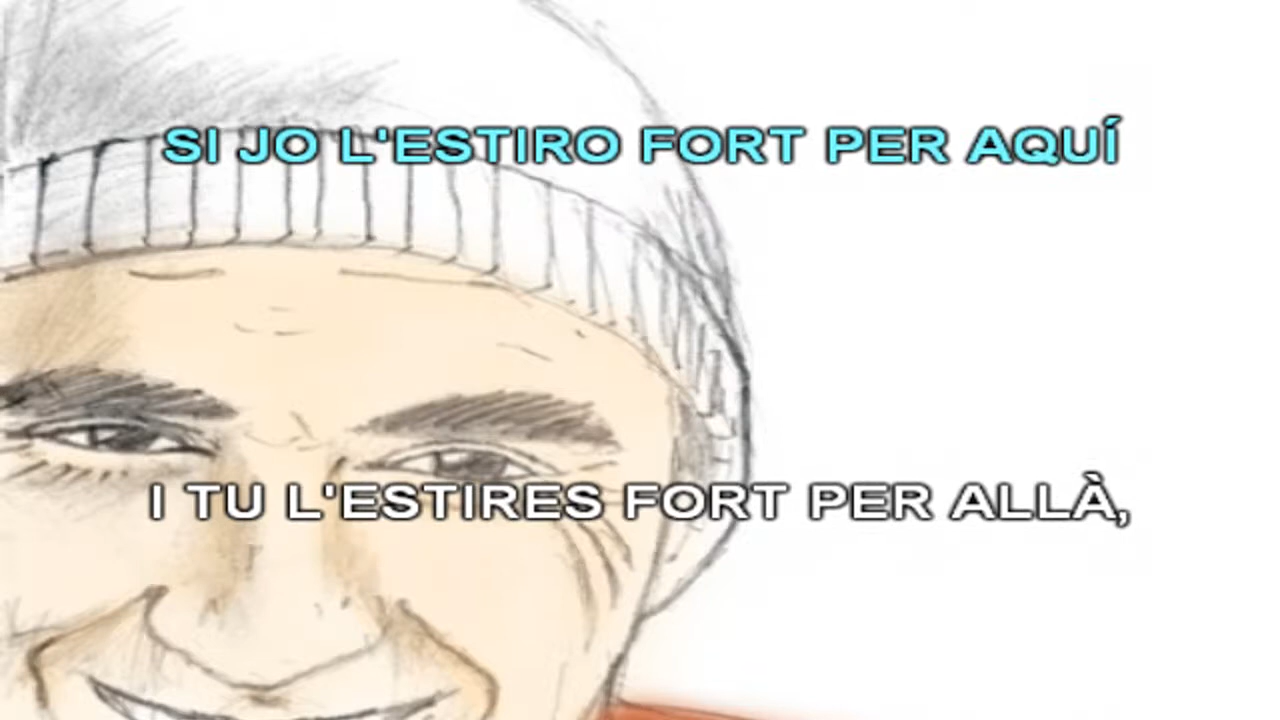 SI JO L'ESTIRO FORT PER AQUÍ
I TU L'ESTIRES FORT PER ALLÀ,